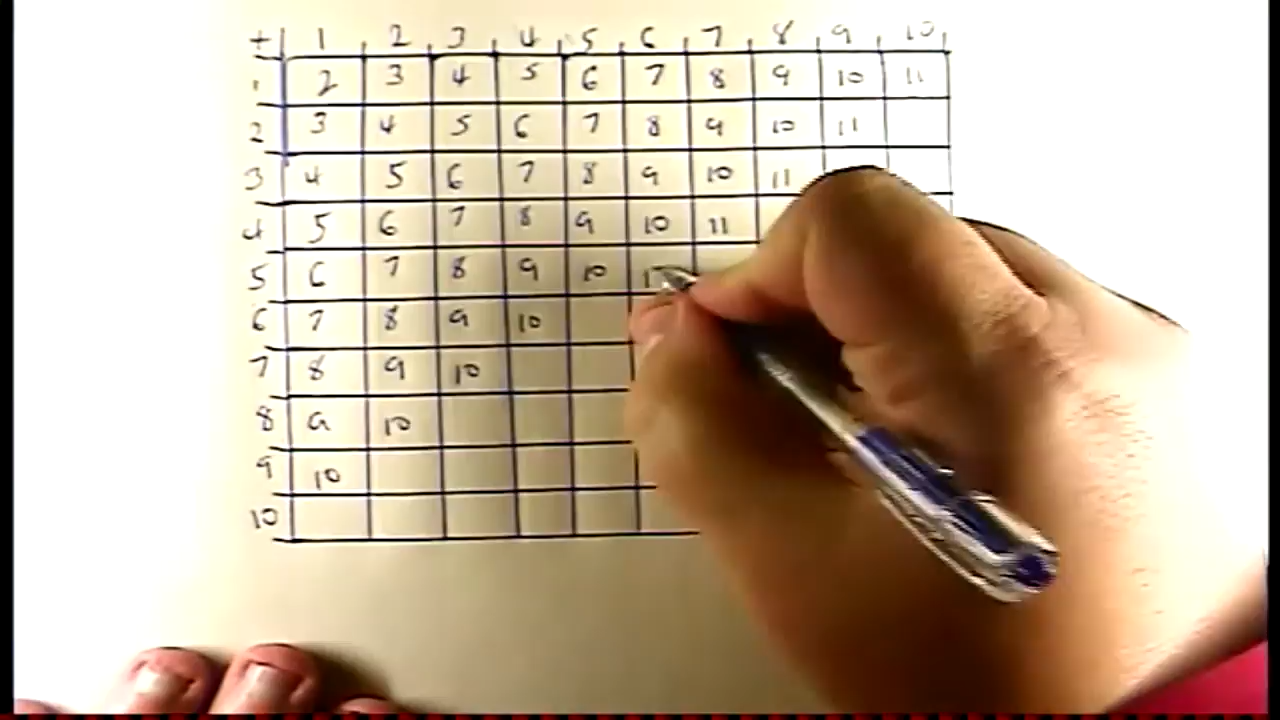 + 1 2 3 4 5 6 7 8 9 10
1 2 3 4 5 6 7 8 9 10 11
2 3 4 5 6 7 8 9 10 11
3 4 5 6 7 8 9 10 11
4 5 6 7 8 9 10 11
5 6 7 8 9 10 11
6 7 8 9 10
7 8 9 10
8 9 10
9 10
10